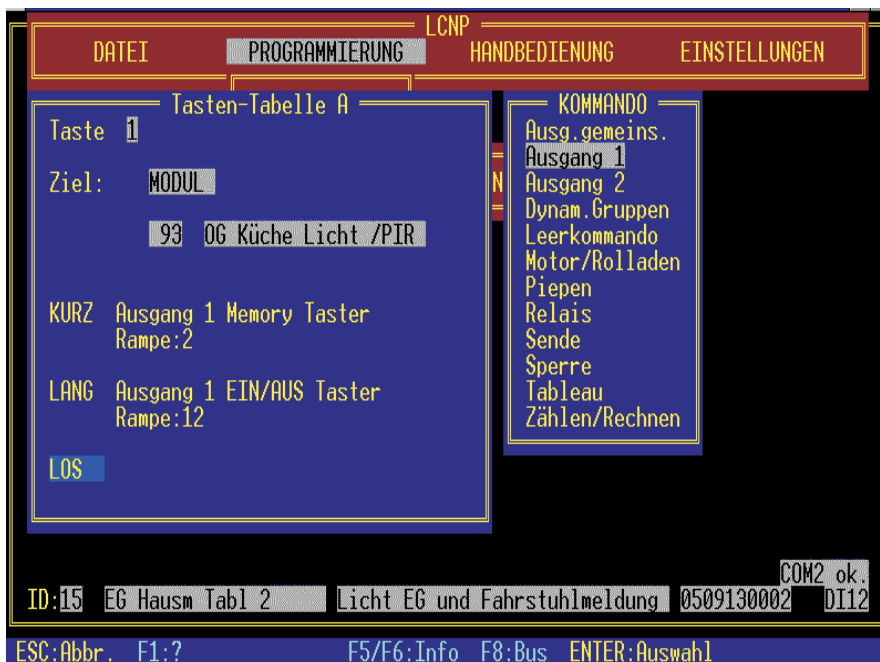 LCNP
DATEI PROGRAMMIERUNG HANDBEDIENUNG EINSTELLUNGEN
Tasten-Tabelle A
Taste 1
Ziel: MODUL
93 OG Küche Licht /PIR
KURZ Ausgang 1 Memory Taster
Rampe:2
LANG Ausgang 1 EIN/AUS Taster
Rampe:12
LOS
N
KOMMANDO
Ausg.gemeins.
Ausgang 1
Ausgang 2
Dynam.Gruppen
Leerkommando
Motor/Rolladen
Piepen
Relais
Sende
Sperre
Tableau
Zählen/Rechnen
COM2 ok.
ID:15 EG Hausm Tabl 2 Licht EG und Fahrstuhlmeldung 0509130002 DI12
ESC:Abbr. F1:? F5/F6:Info F8:Bus ENTER:Auswahl